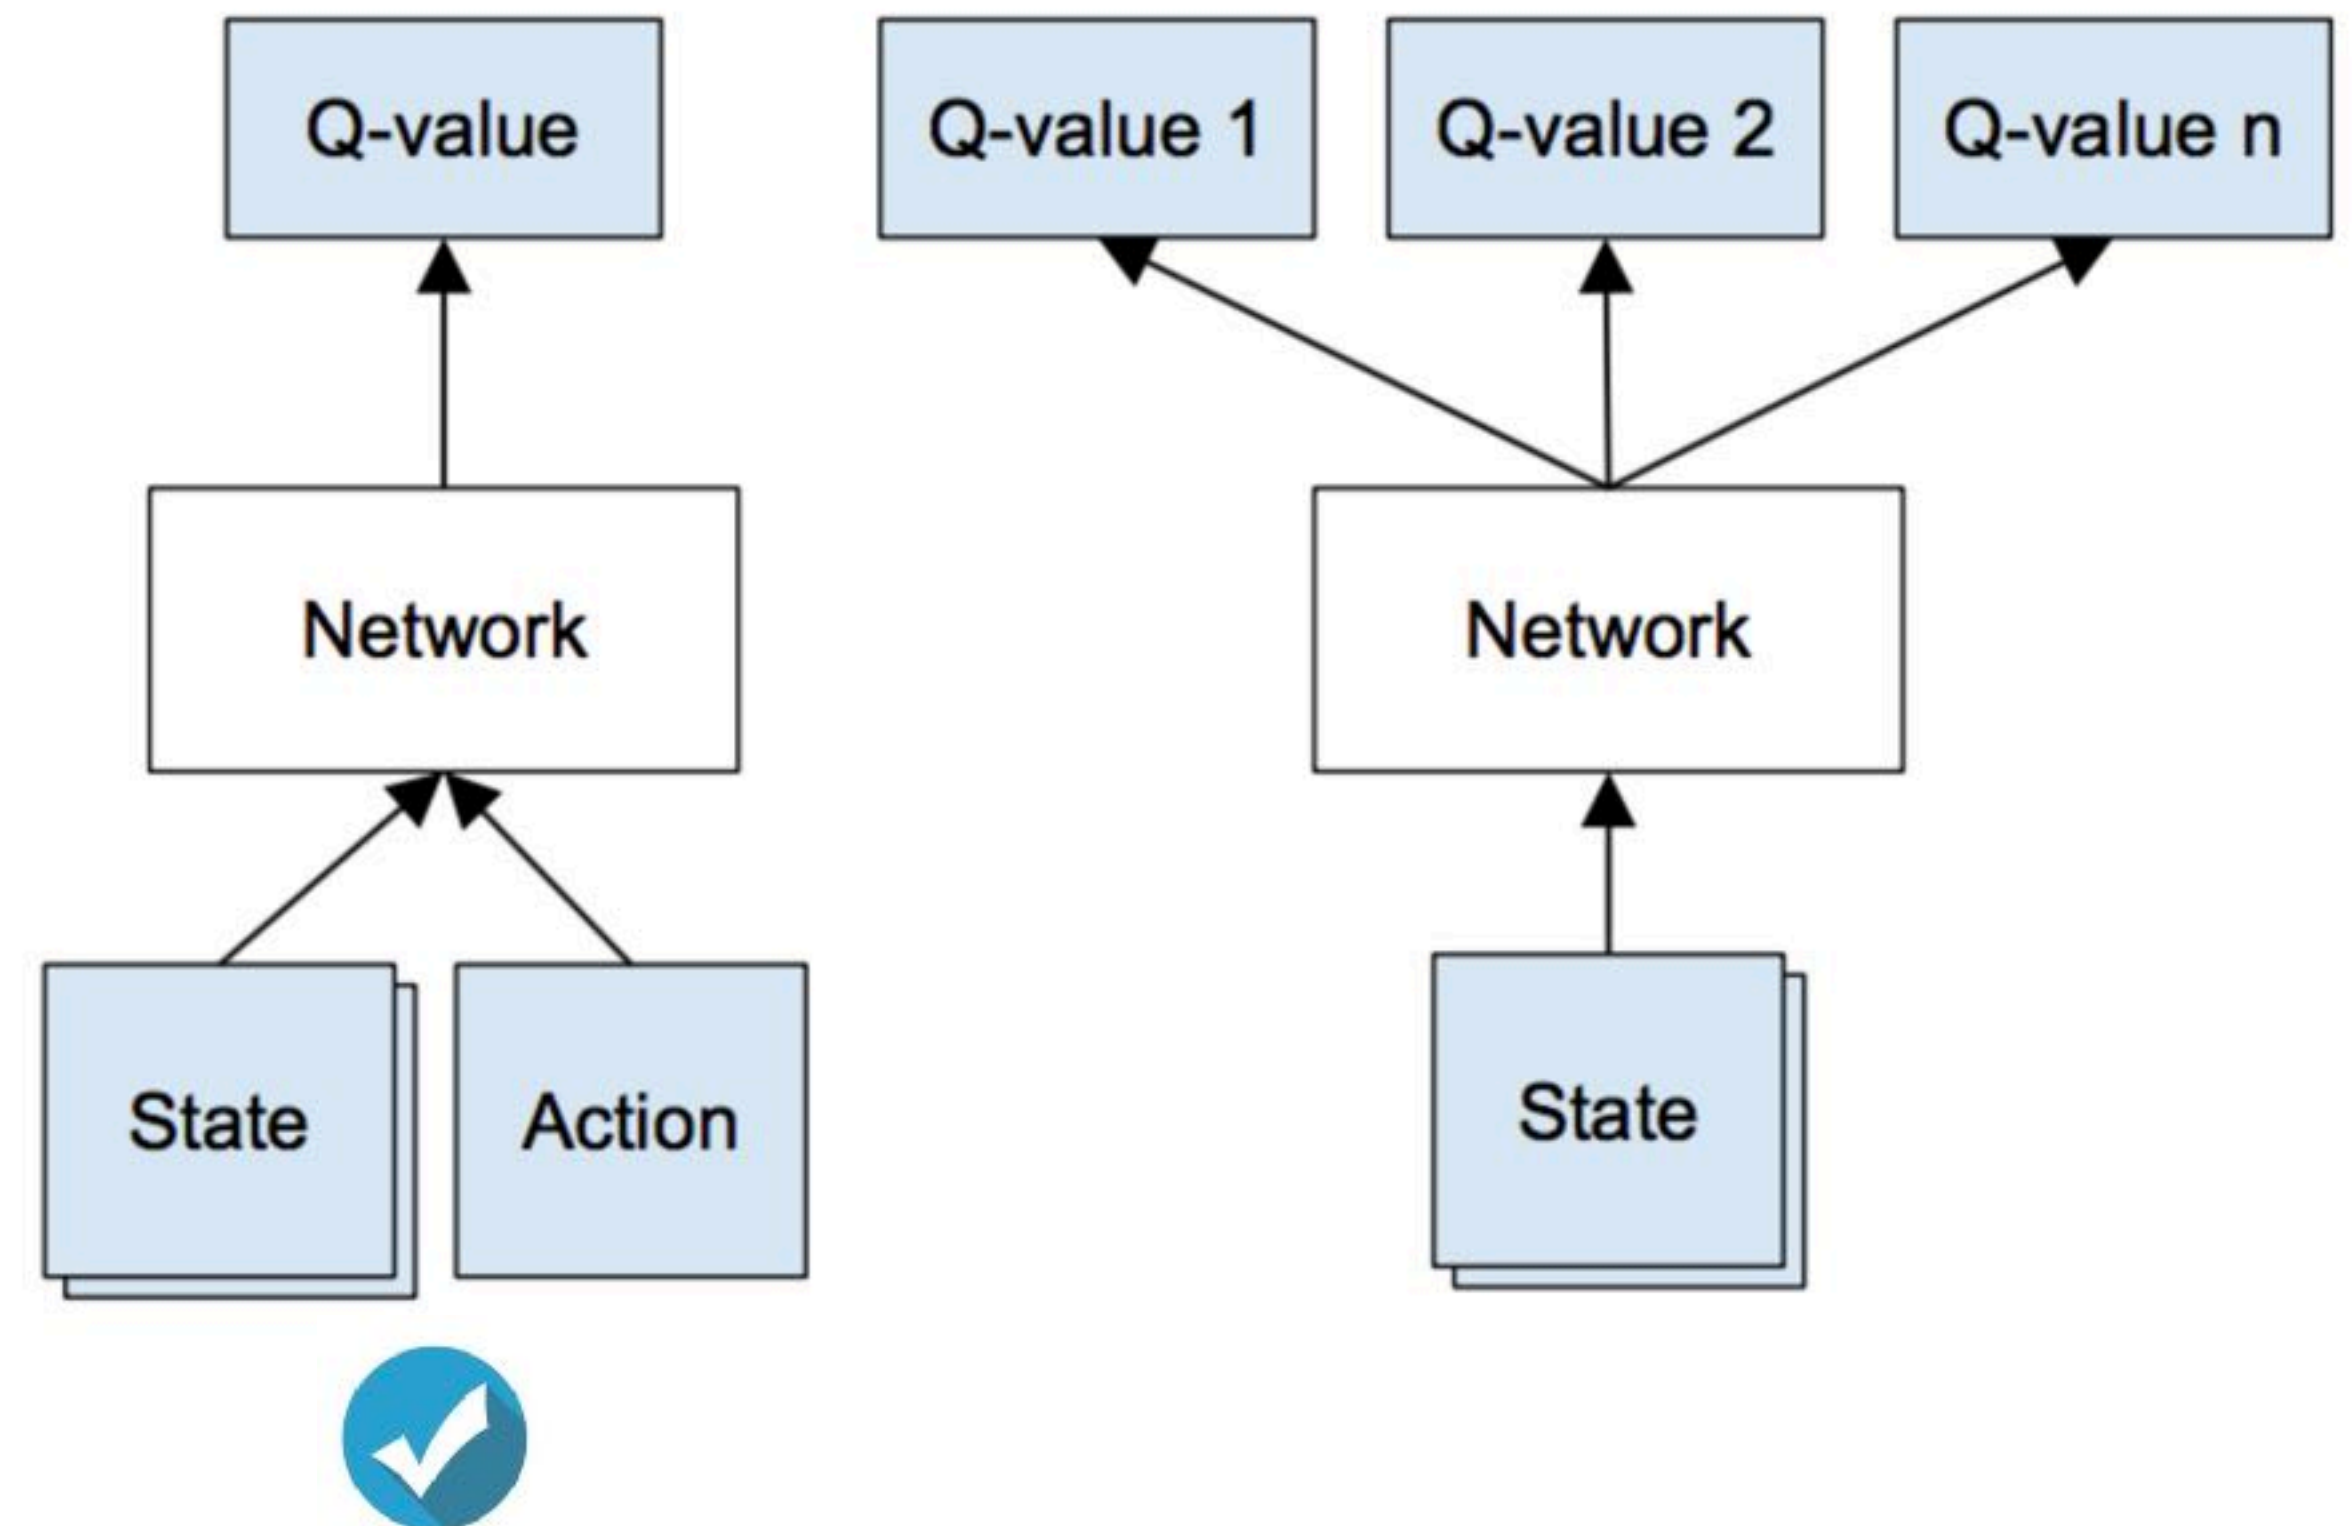 Q-value
Q-value 1
Q-value 2
Q-value n
Network
Network
State
Action
State